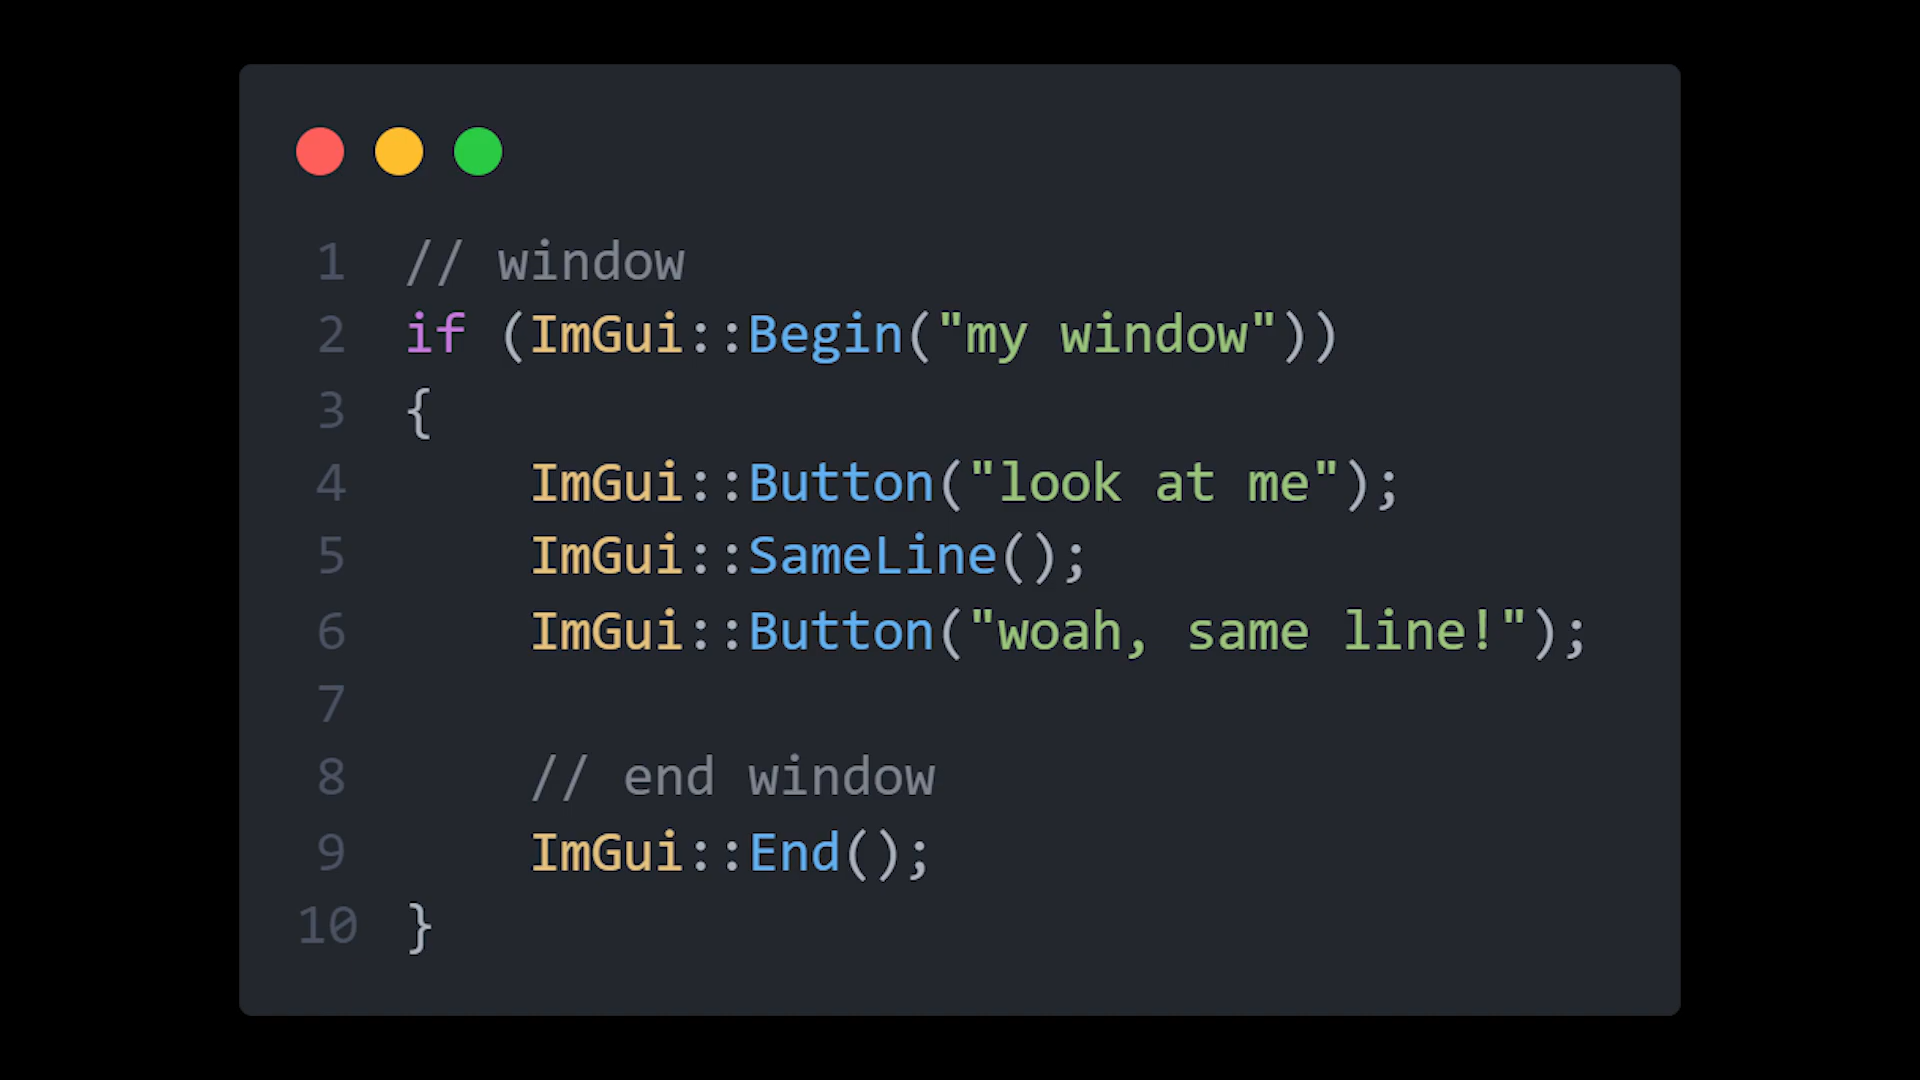 1 // window
2 if (ImGui::Begin("my window"))
3 {
4     ImGui::Button("look at me");
5     ImGui::SameLine();
6     ImGui::Button("woah, same line!");
7
8     // end window
9     ImGui::End();
10 }